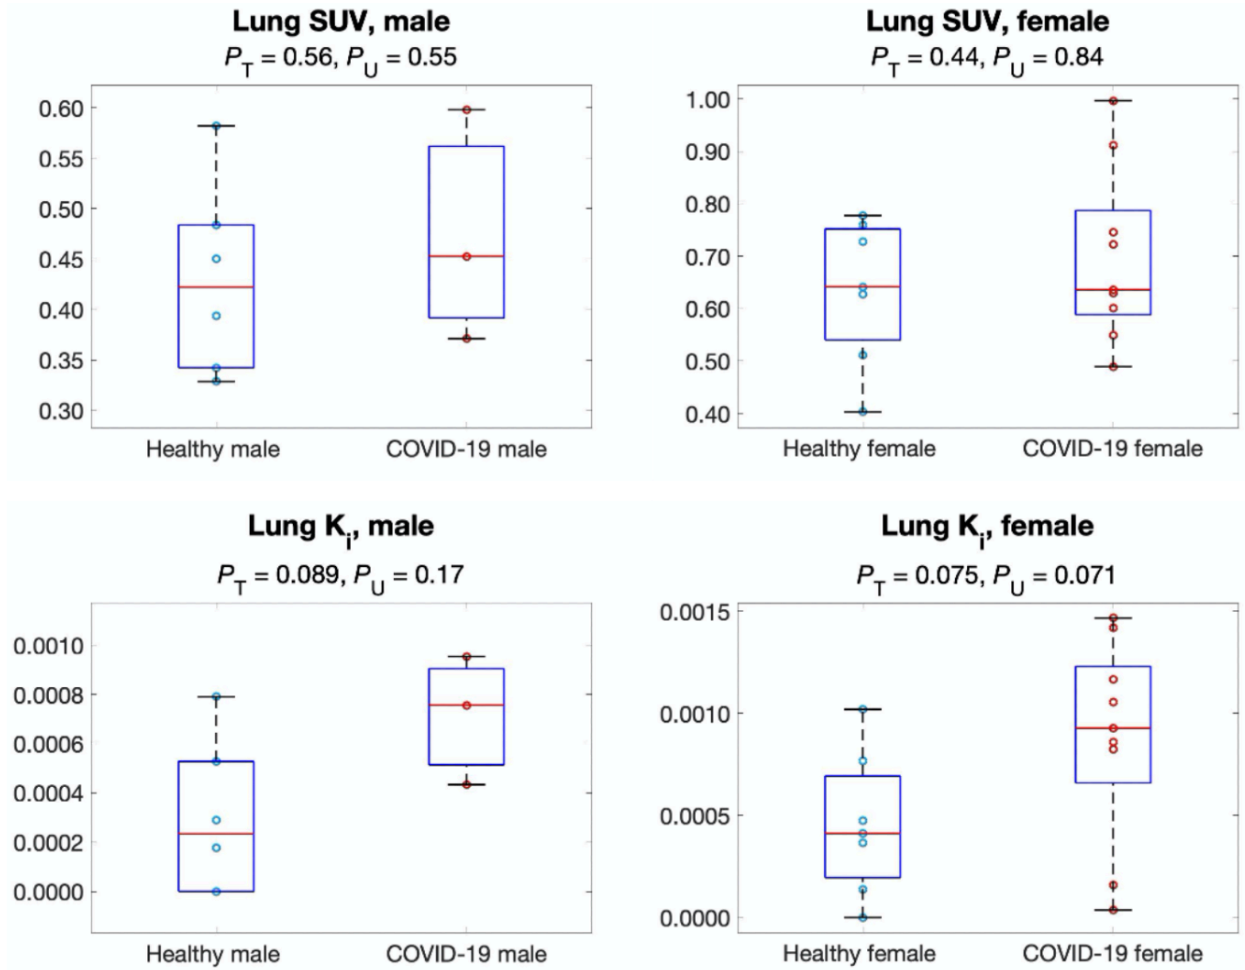 Lung SUV, male
P_T = 0.56, P_U = 0.55
0.60
0.55
0.50
0.45
0.40
0.35
0.30
Healthy male COVID-19 male
Lung SUV, female
P_T = 0.44, P_U = 0.84
1.00
0.90
0.80
0.70
0.60
0.50
0.40
Healthy female COVID-19 female
Lung K_i, male
P_T = 0.089, P_U = 0.17
0.0010
0.0008
0.0006
0.0004
0.0002
0.0000
Healthy male COVID-19 male
Lung K_i, female
P_T = 0.075, P_U = 0.071
0.0015
0.0010
0.0005
0.0000
Healthy female COVID-19 female